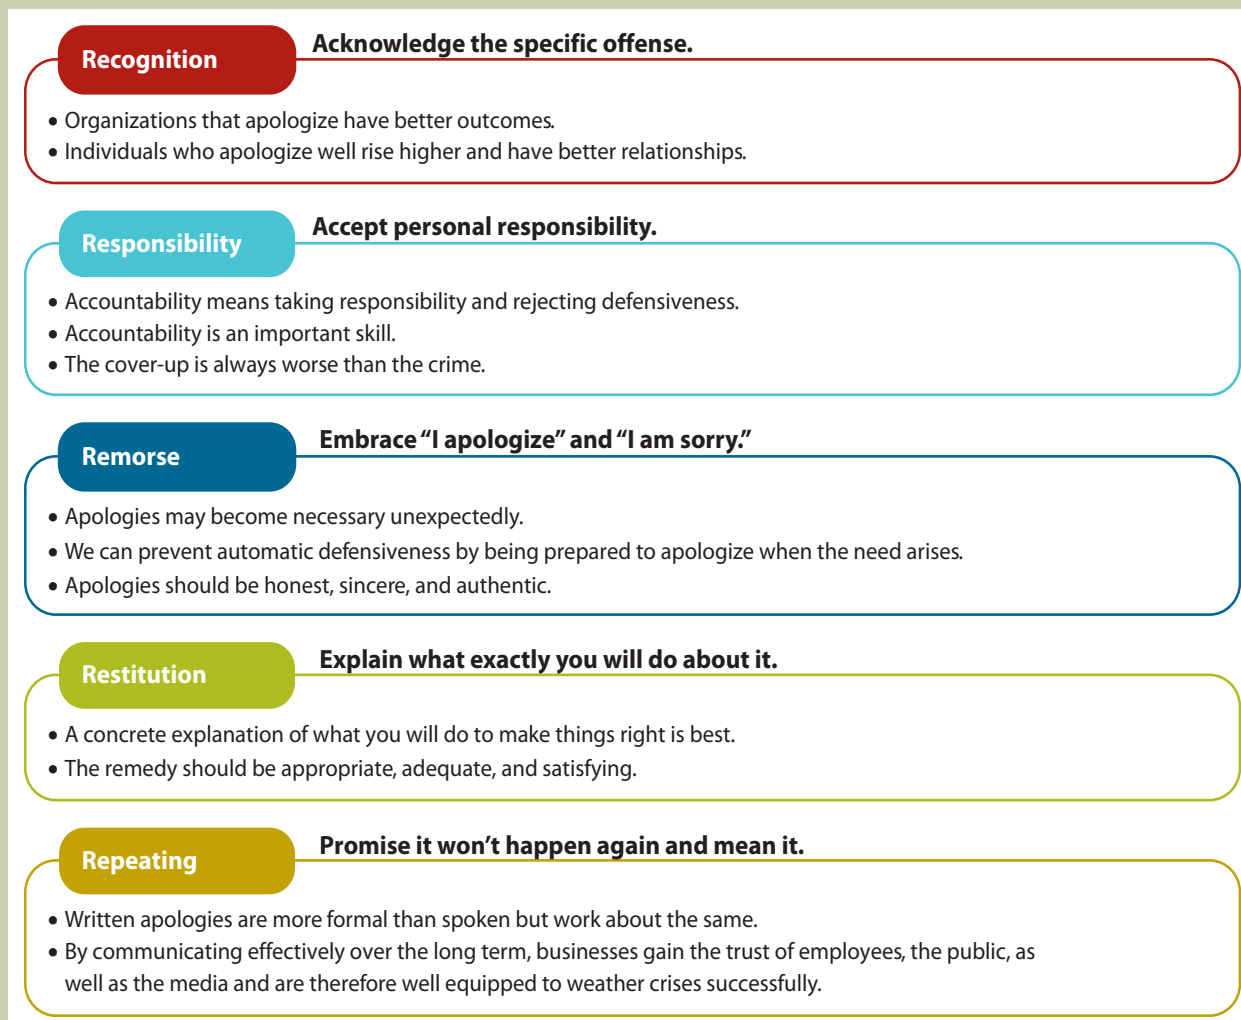 Recognition
Acknowledge the specific offense.
• Organizations that apologize have better outcomes.
• Individuals who apologize well rise higher and have better relationships.
Responsibility
Accept personal responsibility.
• Accountability means taking responsibility and rejecting defensiveness.
• Accountability is an important skill.
• The cover-up is always worse than the crime.
Remorse
Embrace “I apologize” and “I am sorry.”
• Apologies may become necessary unexpectedly.
• We can prevent automatic defensiveness by being prepared to apologize when the need arises.
• Apologies should be honest, sincere, and authentic.
Restitution
Explain what exactly you will do about it.
• A concrete explanation of what you will do to make things right is best.
• The remedy should be appropriate, adequate, and satisfying.
Repeating
Promise it won’t happen again and mean it.
• Written apologies are more formal than spoken but work about the same.
• By communicating effectively over the long term, businesses gain the trust of employees, the public, as
well as the media and are therefore well equipped to weather crises successfully.